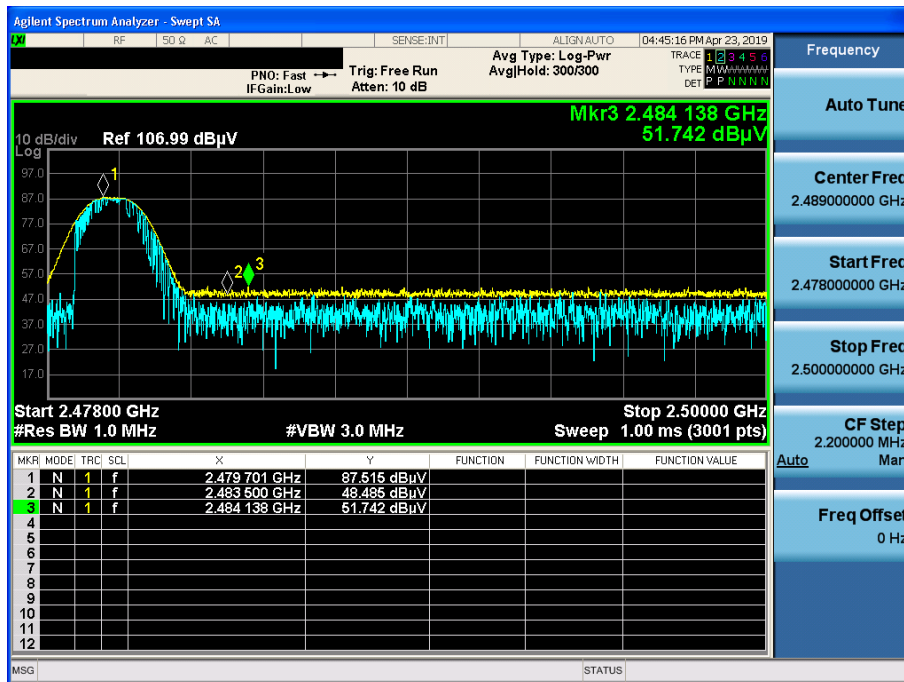 Agilent Spectrum Analyzer - Swept SA
LXI RF 50 Ω AC SENSE:INT ALIGN AUTO 04:45:16 PM Apr 23, 2019
Frequency
PNO: Fast Trig: Free Run Avg Type: Log-Pwr TRACE 1 2 3 4 5 6
IFGain:Low Atten: 10 dB Avg|Hold: 300/300 TYPE M
DET P P N N N N
Auto Tune
Mkr3 2.484 138 GHz
51.742 dBµV
10 dB/div Ref 106.99 dBµV
Log
97.0
87.0
77.0
67.0
57.0
47.0
37.0
27.0
17.0
1
2
3
Center Freq
2.489000000 GHz
Start Freq
2.478000000 GHz
Stop Freq
2.500000000 GHz
Start 2.47800 GHz Stop 2.50000 GHz
#Res BW 1.0 MHz #VBW 3.0 MHz Sweep 1.00 ms (3001 pts)
CF Step
2.200000 MHz
Auto Man
Freq Offset
0 Hz
MKR MODE TRC SCL X Y FUNCTION FUNCTION WIDTH FUNCTION VALUE
1 N 1 f 2.479 701 GHz 87.515 dBµV
2 N 1 f 2.483 500 GHz 48.485 dBµV
3 N 1 f 2.484 138 GHz 51.742 dBµV
4
5
6
7
8
9
10
11
12
MSG STATUS